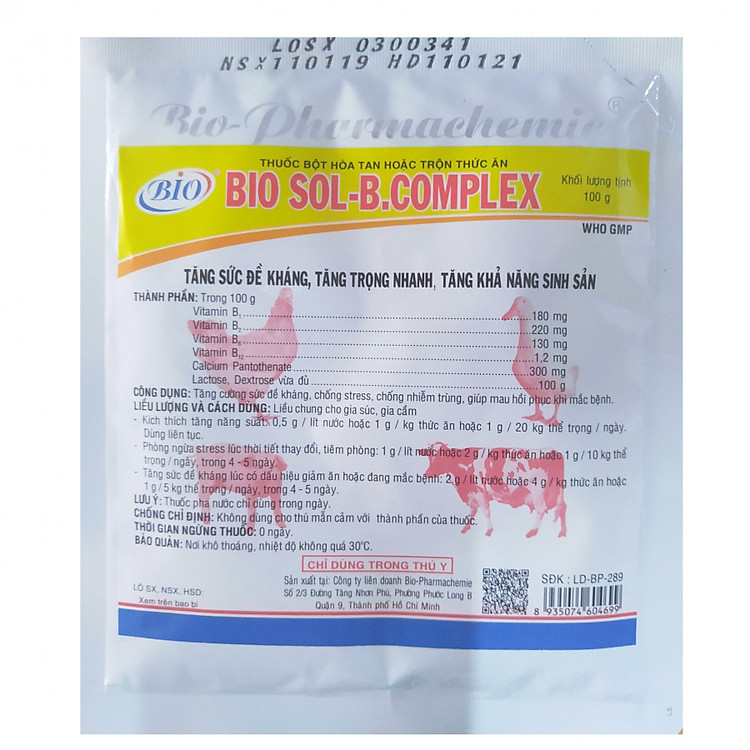 LOSX 0300341
NSX110119 HD110121
Bio-Pharmachemie®
THUỐC BỘT HÒA TAN HOẶC TRỘN THỨC ĂN
BIO® BIO SOL-B.COMPLEX
Khối lượng tịnh
100 g
WHO GMP
TĂNG SỨC ĐỀ KHÁNG, TĂNG TRỌNG NHANH, TĂNG KHẢ NĂNG SINH SẢN
THÀNH PHẦN: Trong 100 g
Vitamin B₁ 180 mg
Vitamin B₂ 220 mg
Vitamin B₆ 130 mg
Vitamin B₁₂ 1,2 mg
Calcium Pantothenate 300 mg
Lactose, Dextrose vừa đủ 100 g
CÔNG DỤNG: Tăng cường sức đề kháng, chống stress, chống nhiễm trùng, giúp mau hồi phục khi mắc bệnh.
LIỀU LƯỢNG VÀ CÁCH DÙNG: Liều chung cho gia súc, gia cầm
- Kích thích tăng năng suất: 0,5 g / lít nước hoặc 1 g / kg thức ăn hoặc 1 g / 20 kg thể trọng / ngày.
Dùng liên tục.
- Phòng ngừa stress lúc thời tiết thay đổi, tiêm phòng: 1 g / lít nước hoặc 2 g / kg thức ăn hoặc 1 g / 10 kg thể
trọng / ngày, trong 4 - 5 ngày.
- Tăng sức đề kháng lúc có dấu hiệu giảm ăn hoặc đang mắc bệnh: 2 g / lít nước hoặc 4 g / kg thức ăn hoặc
1 g / 5 kg thể trọng / ngày, trong 4 - 5 ngày.
LƯU Ý: Thuốc pha nước chỉ dùng trong ngày.
CHỐNG CHỈ ĐỊNH: Không dùng cho thú mẫn cảm với thành phần của thuốc.
THỜI GIAN NGỪNG THUỐC: 0 ngày.
BẢO QUẢN: Nơi khô thoáng, nhiệt độ không quá 30°C.
CHỈ DÙNG TRONG THÚ Y
LÔ SX, NSX, HSD:
Xem trên bao bì
Sản xuất tại: Công ty liên doanh Bio-Pharmachemie
Số 2/3 Đường Tăng Nhơn Phú, Phường Phước Long B
Quận 9, Thành phố Hồ Chí Minh
SĐK : LD-BP-289
8 935074 604699